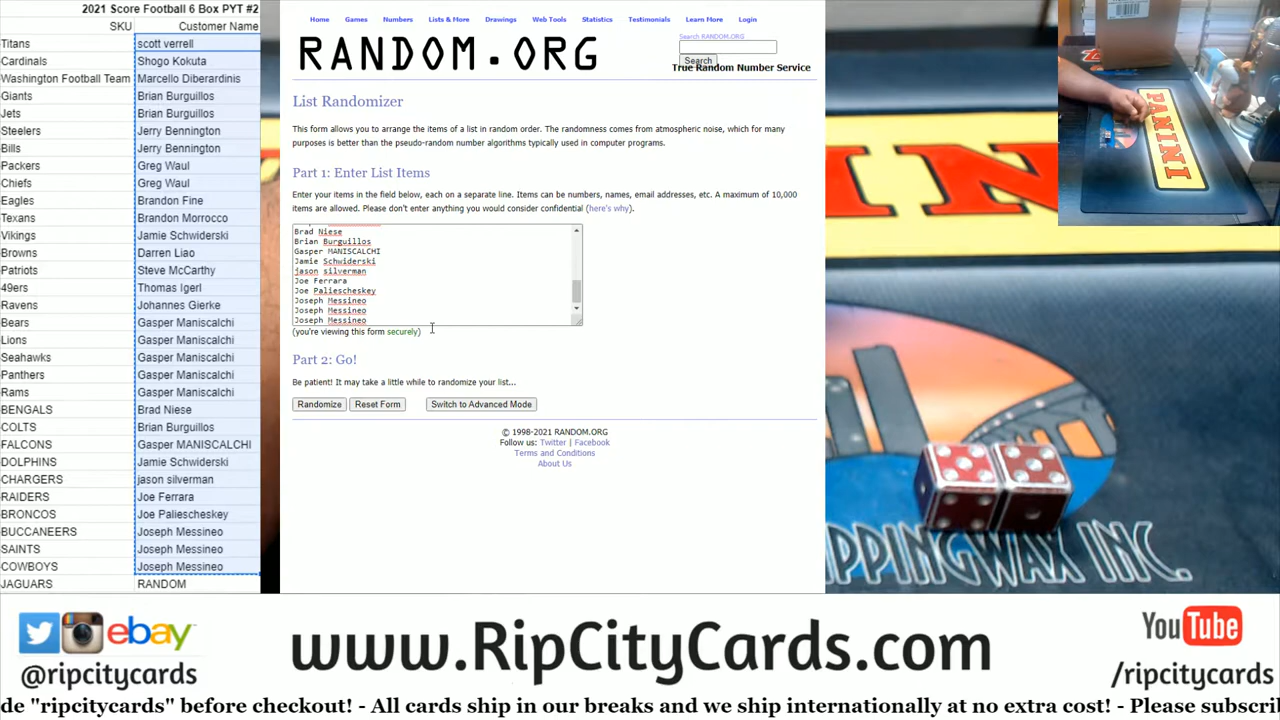 2021 Score Football 6 Box PYT #2
SKU Customer Name
Titans scott verrell
Cardinals Shogo Kokuta
Washington Football Team Marcello Diberardinis
Giants Brian Burguillos
Jets Brian Burguillos
Steelers Jerry Bennington
Bills Jerry Bennington
Packers Greg Waul
Chiefs Greg Waul
Eagles Brandon Fine
Texans Brandon Morrocco
Vikings Jamie Schwiderski
Browns Darren Liao
Patriots Steve McCarthy
49ers Thomas Igerl
Ravens Johannes Gierke
Bears Gasper Maniscalchi
Lions Gasper Maniscalchi
Seahawks Gasper Maniscalchi
Panthers Gasper Maniscalchi
Rams Gasper Maniscalchi
BENGALS Brad Niese
COLTS Brian Burguillos
FALCONS Gasper MANISCALCHI
DOLPHINS Jamie Schwiderski
CHARGERS jason silverman
RAIDERS Joe Ferrara
BRONCOS Joe Paliescheskey
BUCCANEERS Joseph Messineo
SAINTS Joseph Messineo
COWBOYS Joseph Messineo
JAGUARS RANDOM
Home Games Numbers Lists & More Drawings Web Tools Statistics Testimonials Learn More Login
RANDOM.ORG
Search RANDOM.ORG
Search
True Random Number Service
List Randomizer
This form allows you to arrange the items of a list in random order. The randomness comes from atmospheric noise, which for many
purposes is better than the pseudo-random number algorithms typically used in computer programs.
Part 1: Enter List Items
Enter your items in the field below, each on a separate line. Items can be numbers, names, email addresses, etc. A maximum of 10,000
items are allowed. Please don't enter anything you would consider confidential (here's why).
Brad Niese
Brian Burguillos
Gasper MANISCALCHI
Jamie Schwiderski
jason silverman
Joe Ferrara
Joe Paliescheskey
Joseph Messineo
Joseph Messineo
Joseph Messineo
(you're viewing this form securely)
Part 2: Go!
Be patient! It may take a little while to randomize your list...
Randomize Reset Form Switch to Advanced Mode
© 1998-2021 RANDOM.ORG
Follow us: Twitter | Facebook
Terms and Conditions
About Us
PANINI
PPINGWAX INC.
ebay
@ripcitycards
www.RipCityCards.com
YouTube
/ripcitycards
de "ripcitycards" before checkout! - All cards ship in our breaks and we ship internationally at no extra cost! - Please subscri